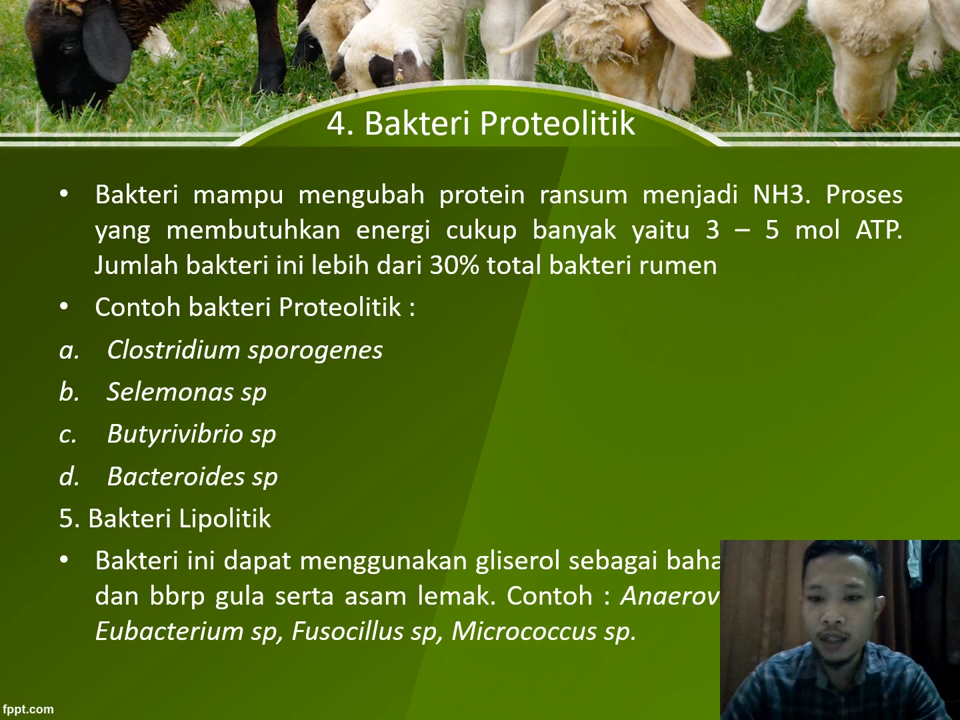 4. Bakteri Proteolitik
• Bakteri mampu mengubah protein ransum menjadi NH3. Proses
yang membutuhkan energi cukup banyak yaitu 3 – 5 mol ATP.
Jumlah bakteri ini lebih dari 30% total bakteri rumen
• Contoh bakteri Proteolitik :
a. Clostridium sporogenes
b. Selemonas sp
c. Butyrivibrio sp
d. Bacteroides sp
5. Bakteri Lipolitik
• Bakteri ini dapat menggunakan gliserol sebagai
dan bbrp gula serta asam lemak. Contoh :
Eubacterium sp, Fusocillus sp, Micrococcus sp.
fppt.com